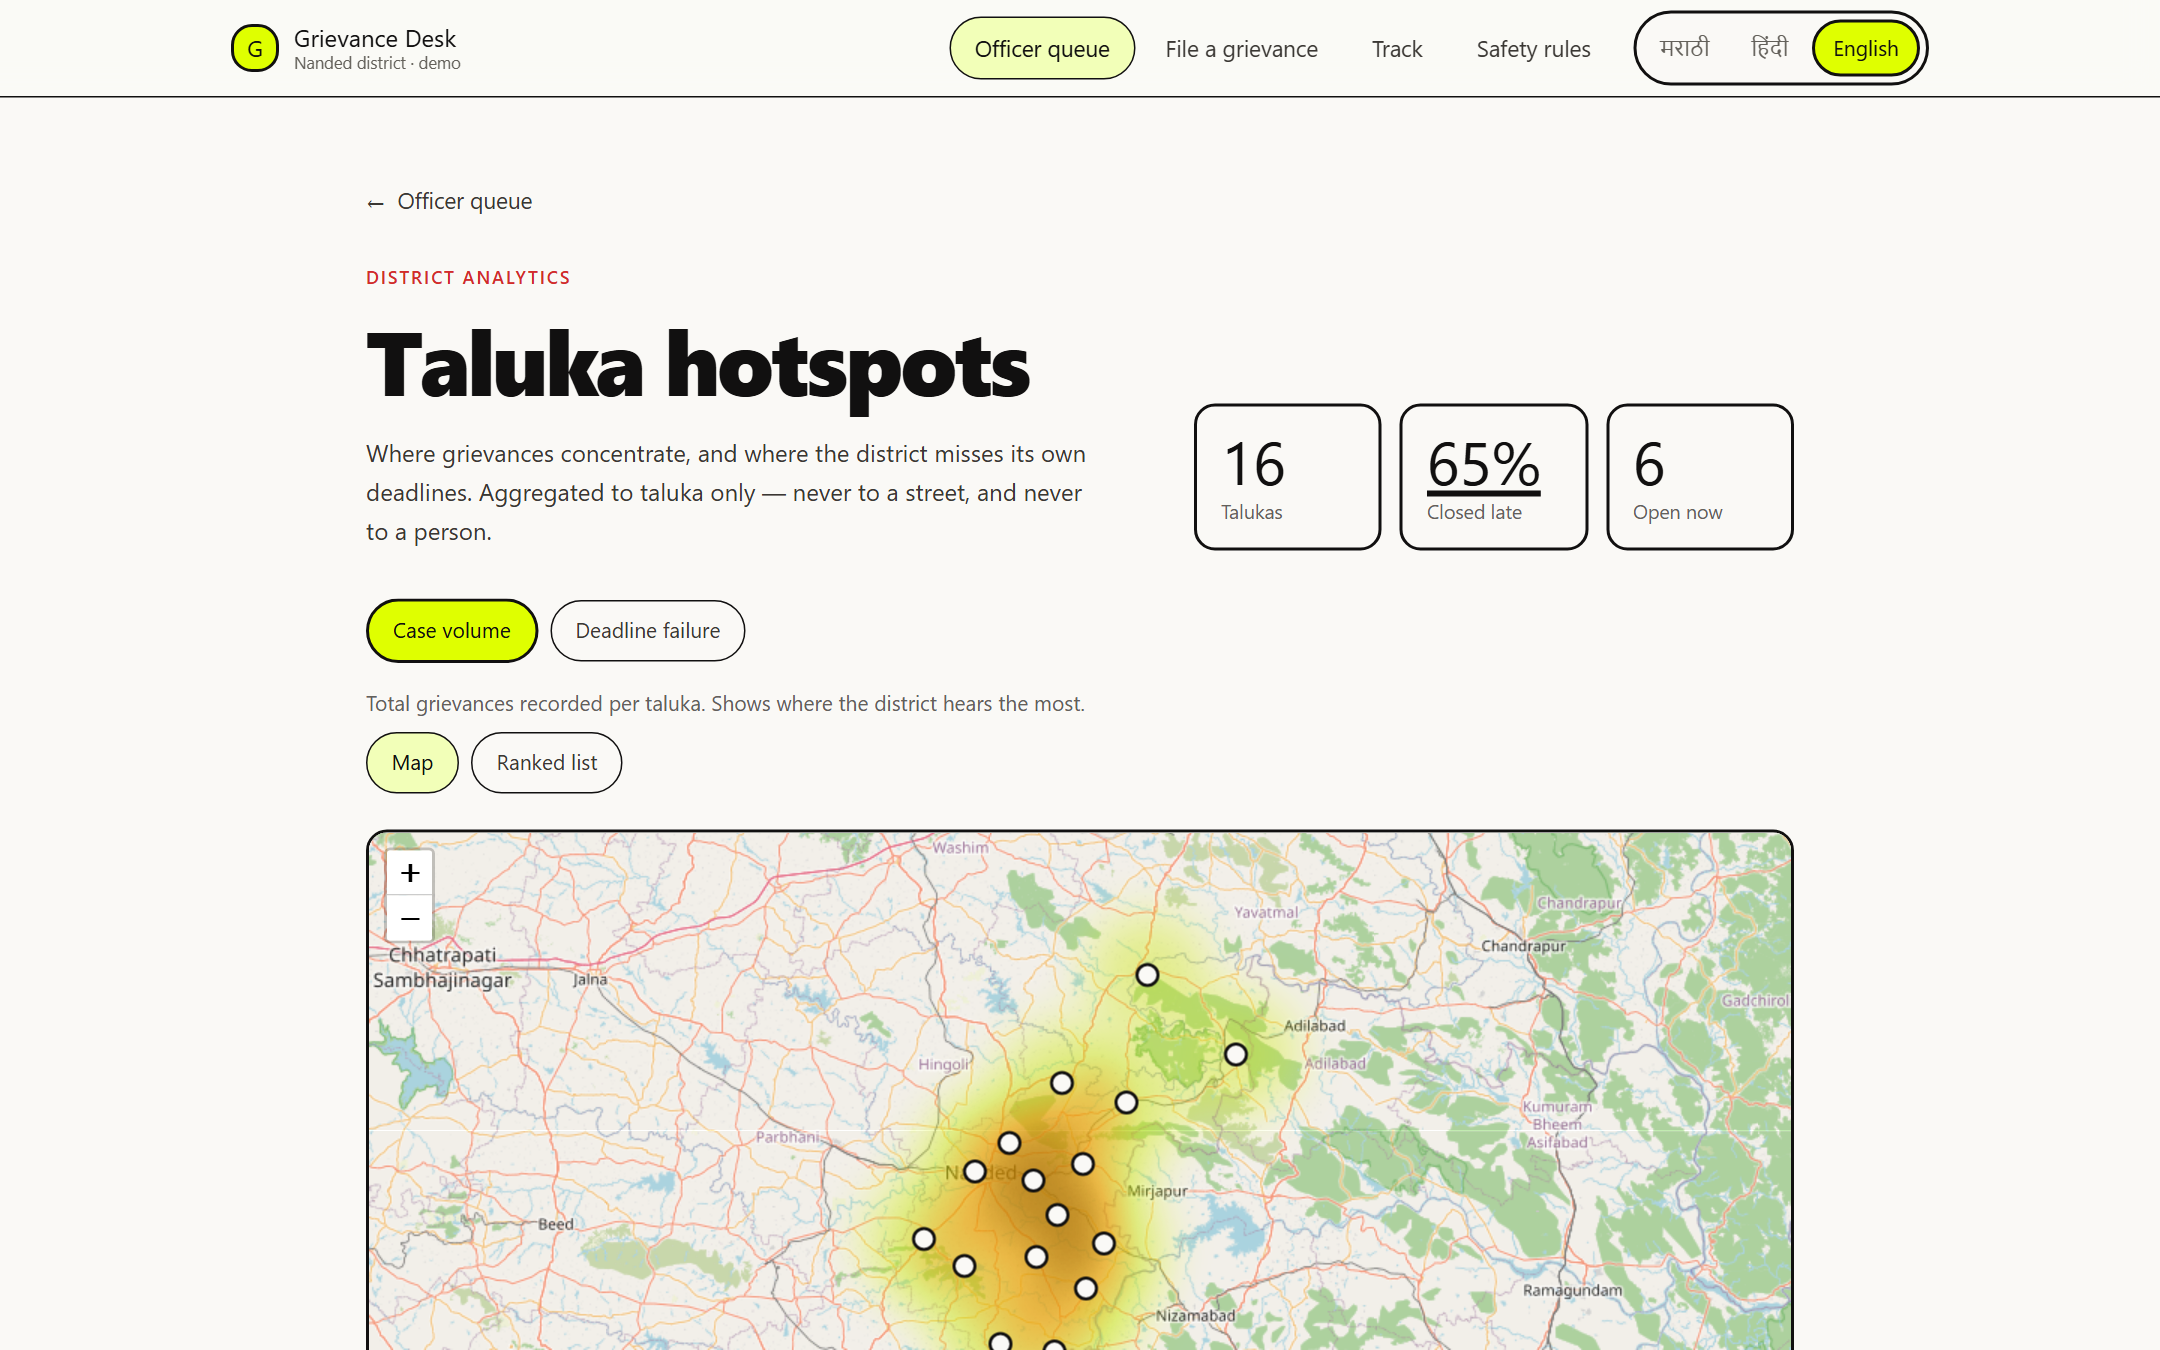 G
Grievance Desk
Nanded district · demo
Officer queue
File a grievance
Track
Safety rules
मराठी
हिंदी
English
← Officer queue
DISTRICT ANALYTICS
Taluka hotspots
Where grievances concentrate, and where the district misses its own
deadlines. Aggregated to taluka only — never to a street, and never
to a person.
16
Talukas
65%
Closed late
6
Open now
Case volume
Deadline failure
Total grievances recorded per taluka. Shows where the district hears the most.
Map
Ranked list
+
−
Washim
Yavatmal
Chandrapur
Chandrapur
Chhatrapati
Sambhajinagar
Jalna
Gadchirol
Adilabad
Adilabad
Hingoli
Kumuram
Bheem
Asifabad
Parbhani
Mirjapur
Beed
Ramagundam
Nizamabad